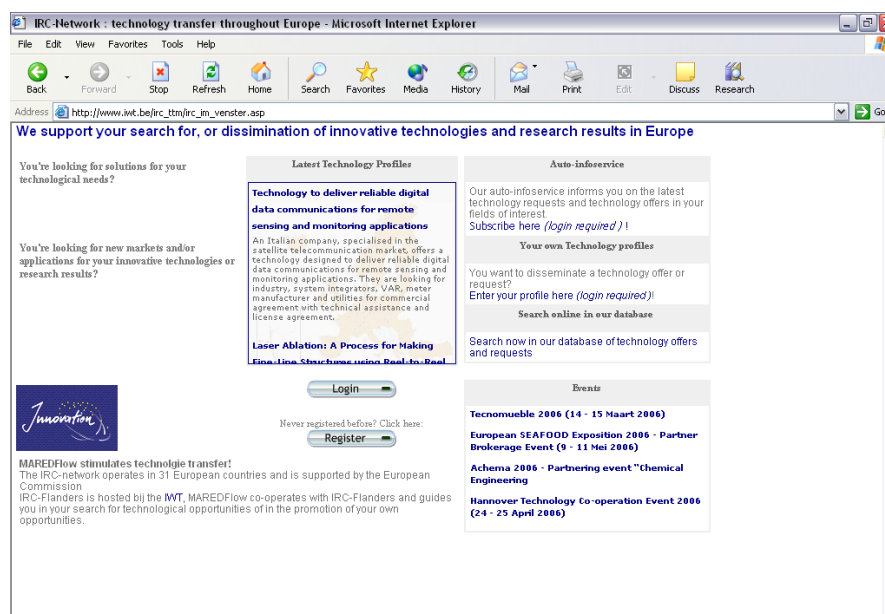 IRC-Network : technology transfer throughout Europe - Microsoft Internet Explorer
File Edit View Favorites Tools Help
Back Forward Stop Refresh Home Search Favorites Media History Mail Print Edit Discuss Research
Address http://www.iwt.be/irc_ttm/irc_im_venster.asp Go
We support your search for, or dissimination of innovative technologies and research results in Europe
You're looking for solutions for your
technological needs?
You're looking for new markets and/or
applications for your innovative technologies or
research results?
Latest Technology Profiles
Technology to deliver reliable digital
data communications for remote
sensing and monitoring applications
An Italian company, specialised in the
satellite telecommunication market, offers a
technology designed to deliver reliable digital
data communications for remote sensing and
monitoring applications. They are looking for
industry, system integrators, VAR, meter
manufacturer and utilities for commercial
agreement with technical assistance and
license agreement.
Laser Ablation: A Process for Making
Fine-Line Structures using Reel-to-Reel
Auto-infoservice
Our auto-infoservice informs you on the latest
technology requests and technology offers in your
fields of interest.
Subscribe here (login required ) !
Your own Technology profiles
You want to disseminate a technology offer or
request?
Enter your profile here (login required)!
Search online in our database
Search now in our database of technology offers
and requests
Login
Never registered before? Click here:
Register
Innovation
Events
Tecnomueble 2006 (14 - 15 Maart 2006)
European SEAFOOD Exposition 2006 - Partner
Brokerage Event (9 - 11 Mei 2006)
Achema 2006 - Partnering event "Chemical
Engineering
Hannover Technology Co-operation Event 2006
(24 - 25 April 2006)
MAREDFlow stimulates technolgie transfer!
The IRC-network operates in 31 European countries and is supported by the European
Commission
IRC-Flanders is hosted bij the IWT, MAREDFlow co-operates with IRC-Flanders and guides
you in your search for technological opportunities of in the promotion of your own
opportunities.